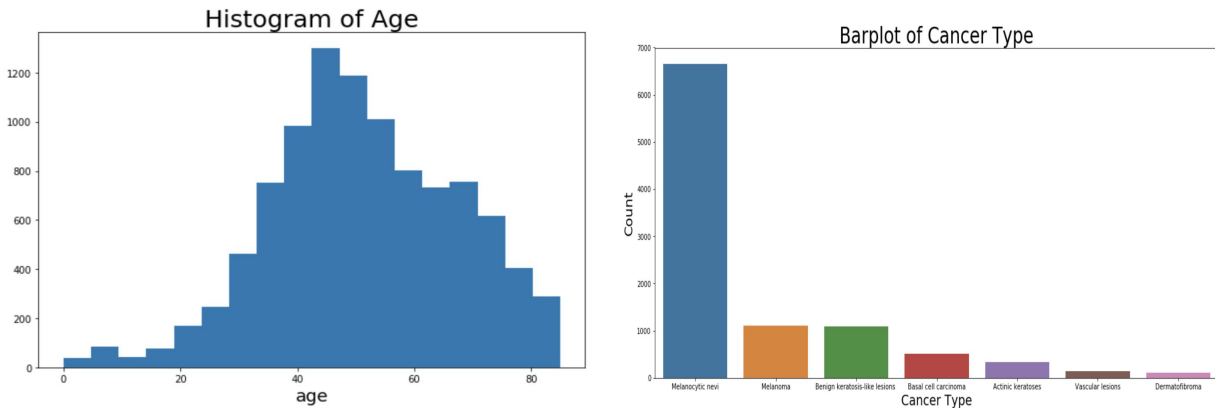 Histogram of Age
1200
1000
800
600
400
200
0
0 20 40 60 80
age
Barplot of Cancer Type
7000
6000
5000
4000
3000
2000
1000
0
Count
Melanocytic nevi Melanoma Benign keratosis-like lesions Basal cell carcinoma Actinic keratoses Vascular lesions Dermatofibroma
Cancer Type